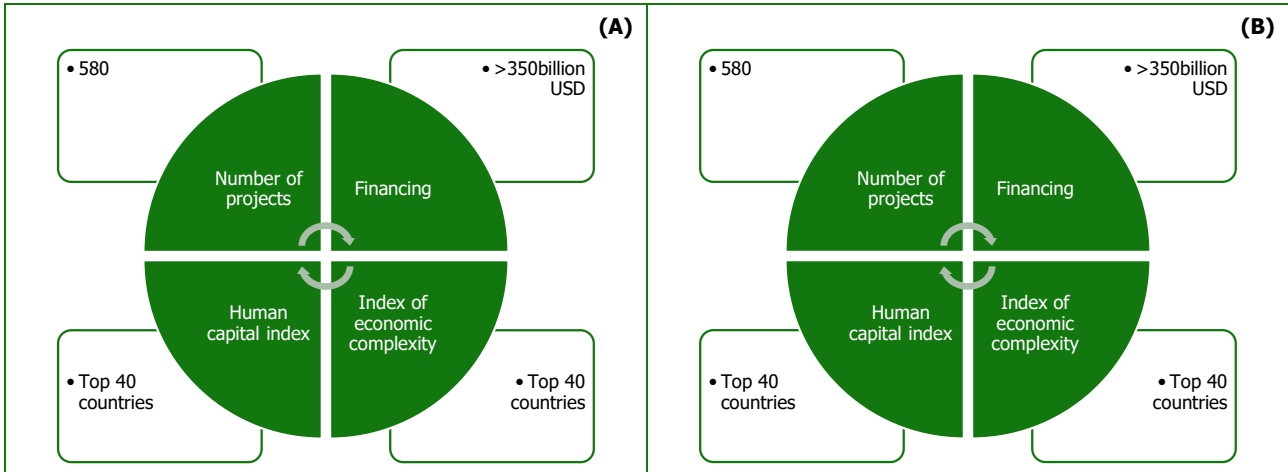 (A)
• 580
• >350billion
USD
Number of
projects
Financing
Human
capital index
Index of
economic
complexity
• Top 40
countries
• Top 40
countries
(B)
• 580
• >350billion
USD
Number of
projects
Financing
Human
capital index
Index of
economic
complexity
• Top 40
countries
• Top 40
countries